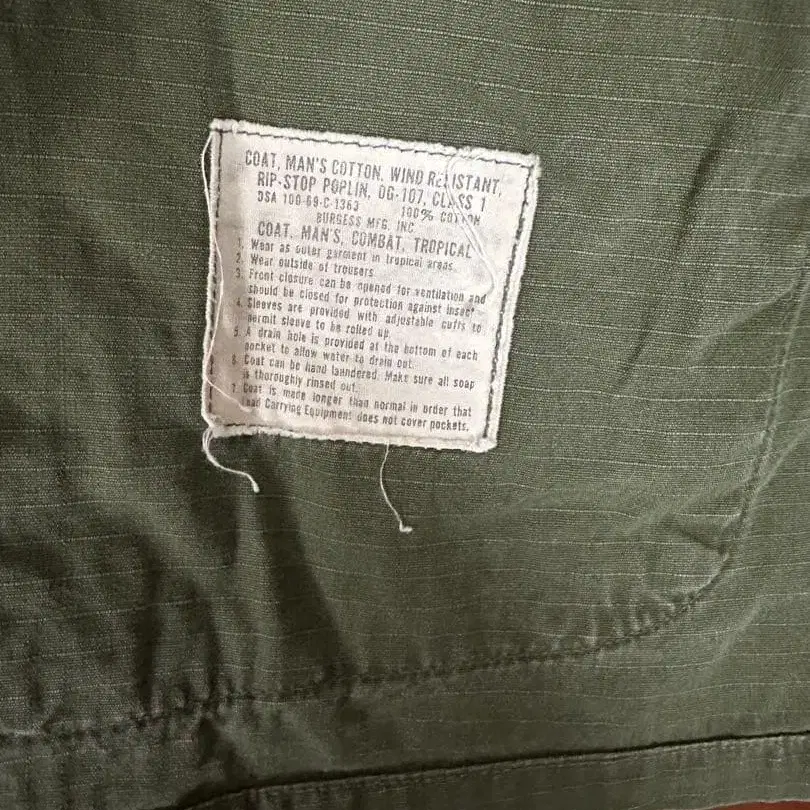 COAT, MAN'S COTTON, WIND RESISTANT,
RIP-STOP POPLIN, OG-107, CLASS 1
DSA 100-69-C-1363 100% COTTON
BURGESS MFG. INC
COAT, MAN'S, COMBAT, TROPICAL
1. Wear as outer garment in tropical areas.
2. Wear outside of trousers.
3. Front closure can be opened for ventilation and
should be closed for protection against insect
4. Sleeves are provided with adjustable cuffs to
permit sleeve to be rolled up.
5. A drain hole is provided at the bottom of each
pocket to allow water to drain out.
6. Coat can be hand laundered. Make sure all soap
is thoroughly rinsed out.
7. Coat is made longer than normal in order that
Load Carrying Equipment does not cover pockets.